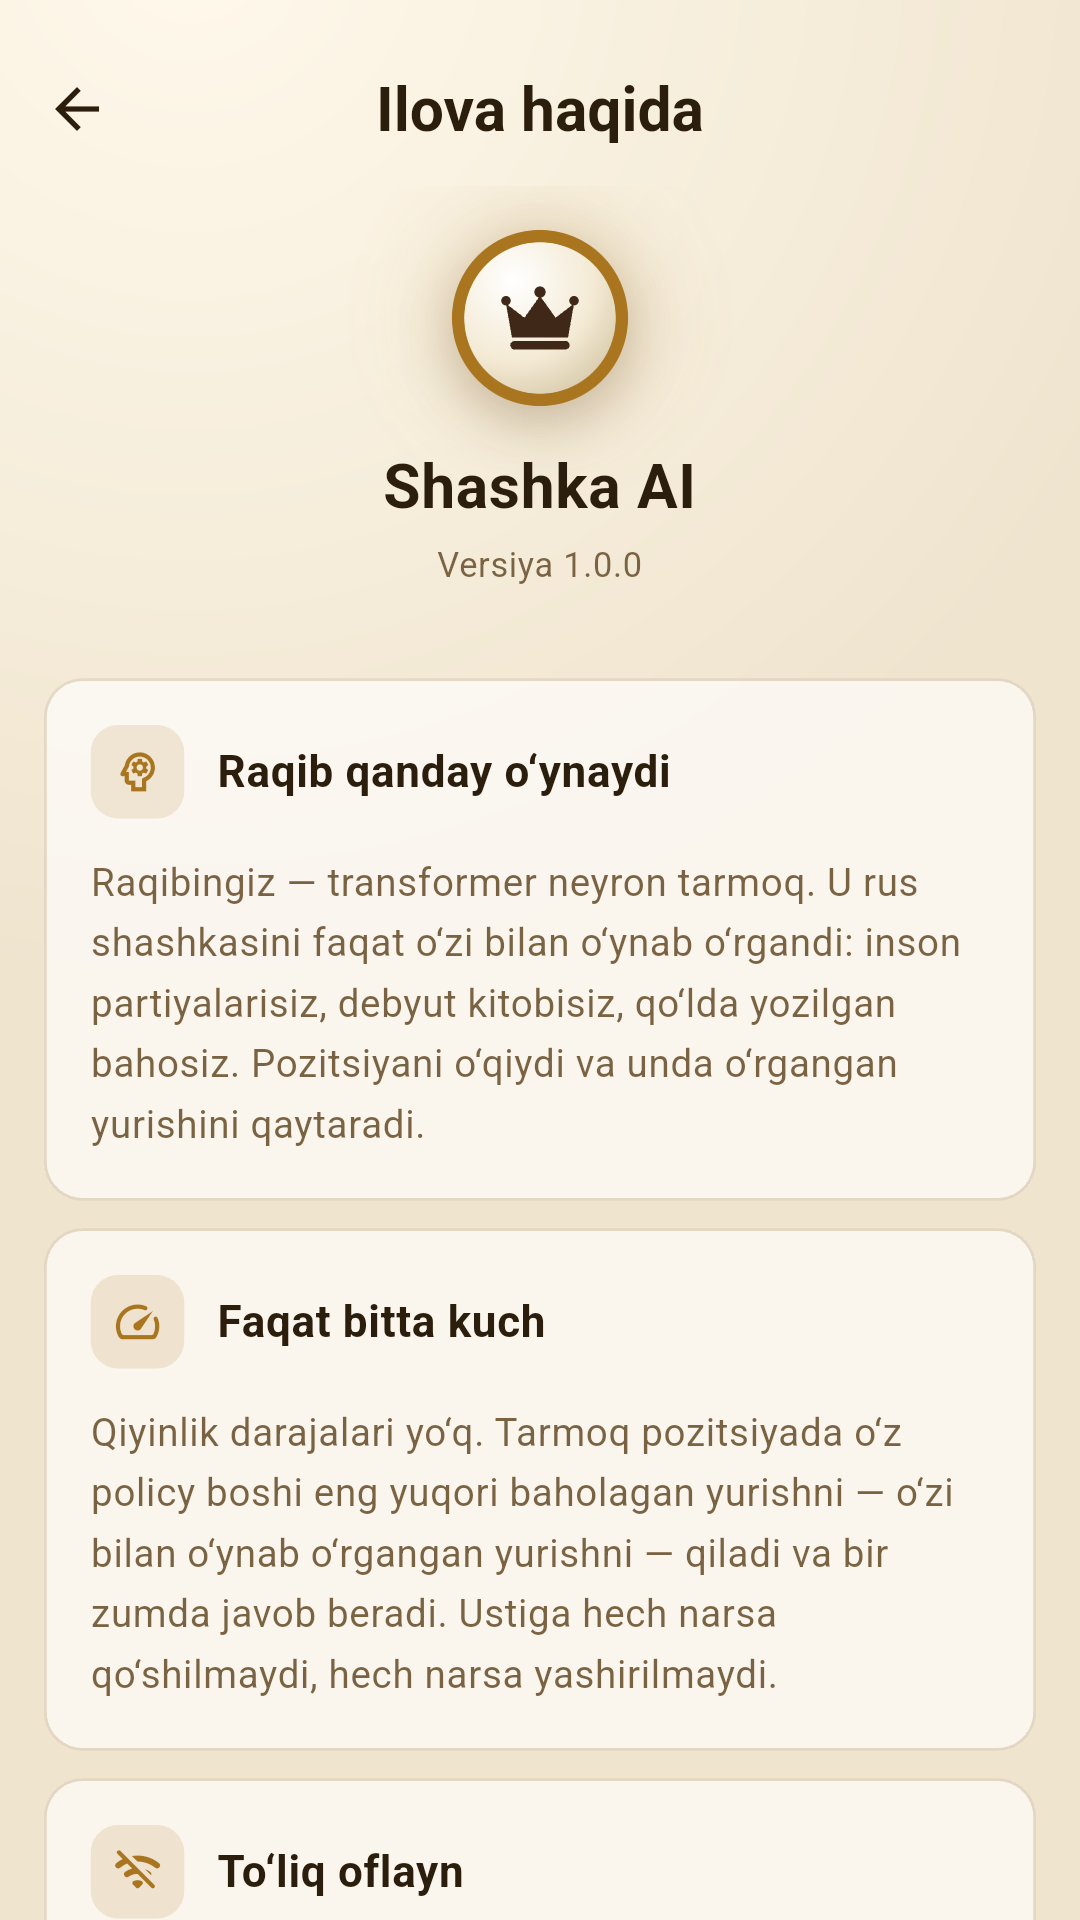 Ilova haqida
Shashka AI
Versiya 1.0.0
Raqib qanday oʻynaydi
Raqibingiz — transformer neyron tarmoq. U rus
shashkasini faqat oʻzi bilan oʻynab oʻrgandi: inson
partiyalarisiz, debyut kitobisiz, qoʻlda yozilgan
bahosiz. Pozitsiyani oʻqiydi va unda oʻrgangan
yurishini qaytaradi.
Faqat bitta kuch
Qiyinlik darajalari yoʻq. Tarmoq pozitsiyada oʻz
policy boshi eng yuqori baholagan yurishni — oʻzi
bilan oʻynab oʻrgangan yurishni — qiladi va bir
zumda javob beradi. Ustiga hech narsa
qoʻshilmaydi, hech narsa yashirilmaydi.
Toʻliq oflayn